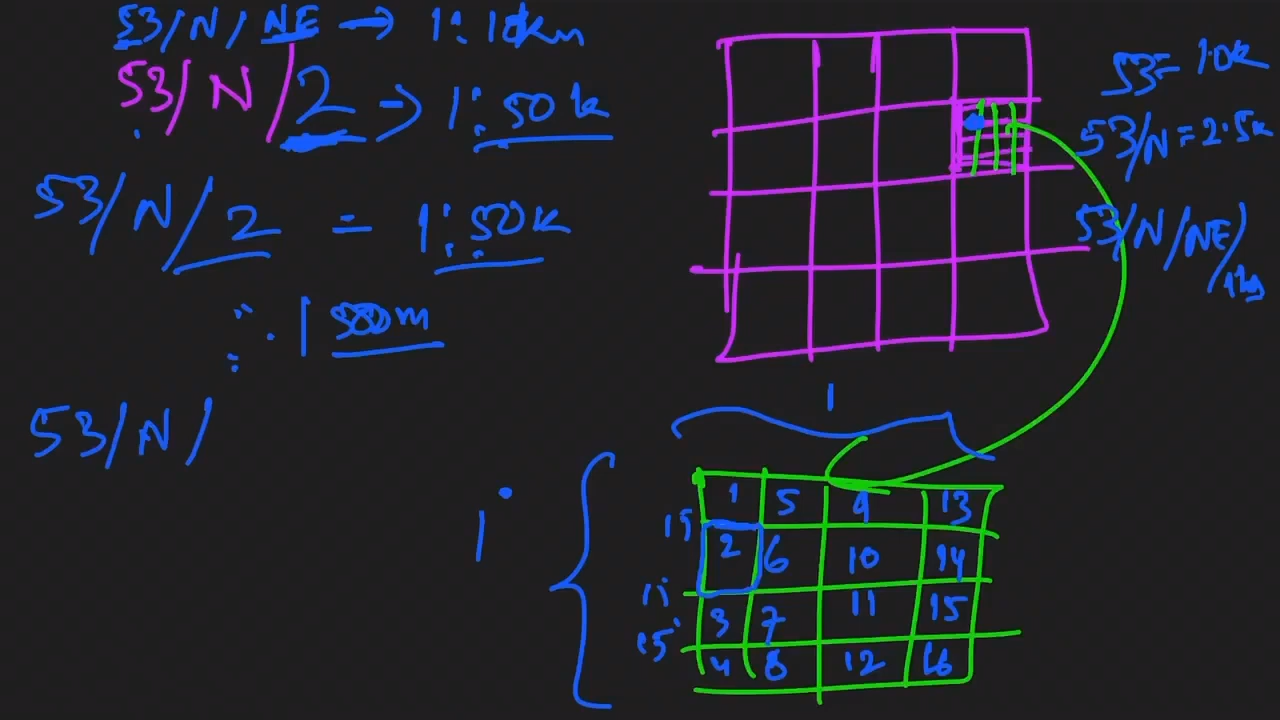 53/N/NE → 1:10km
53/N/2 → 1:50k
53/N/2 = 1:50k
∴ 1 500m
53/N/
53= 1.0k
53/N = 2.5k
53/N/NE/
1
1°
1 5 9 13
15
2 6 10 14
3 7 11 15
15'
4 8 12 16